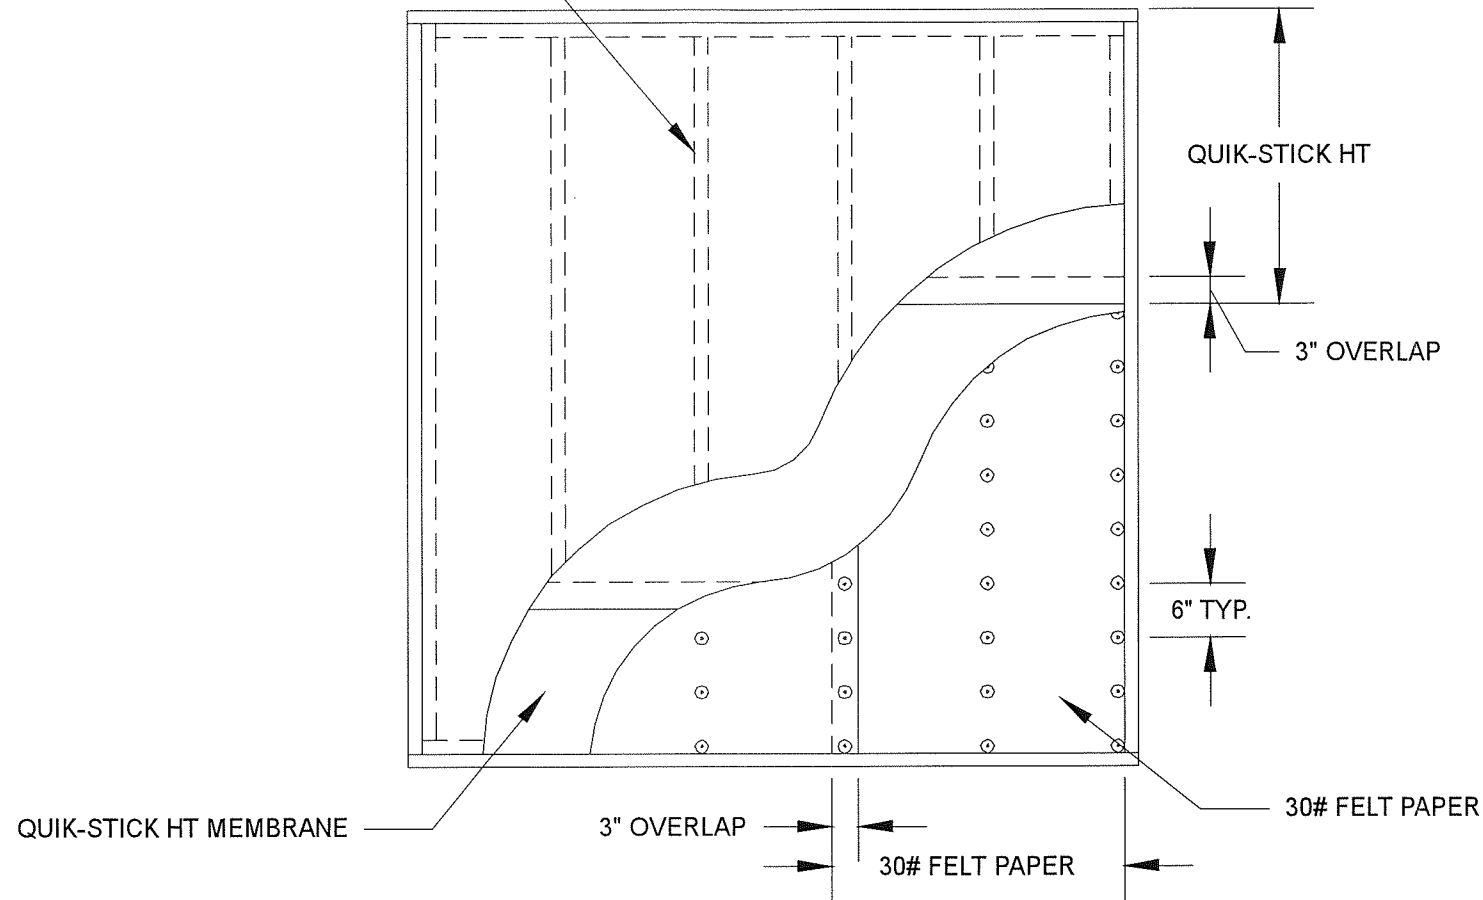 QUIK-STICK HT
3" OVERLAP
6" TYP.
QUIK-STICK HT MEMBRANE
3" OVERLAP
30# FELT PAPER
30# FELT PAPER